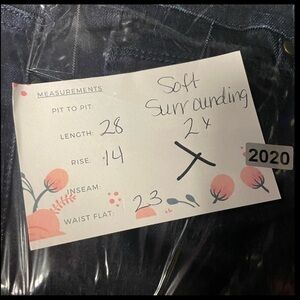 MEASUREMENTS
PIT TO PIT:
LENGTH: 28
RISE: 14
INSEAM:
WAIST FLAT: 23
Soft
Surrounding
2x
X
2020